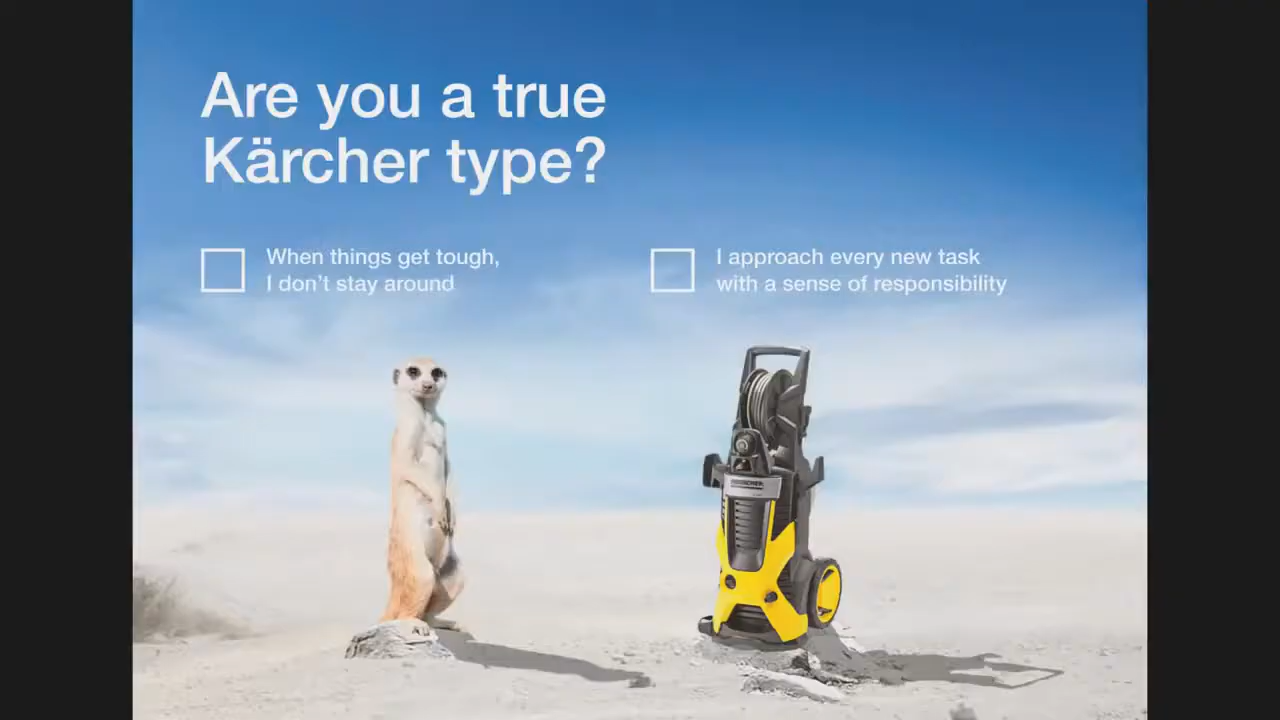 Are you a true
Kärcher type?
When things get tough,
I don't stay around
I approach every new task
with a sense of responsibility
KÄRCHER